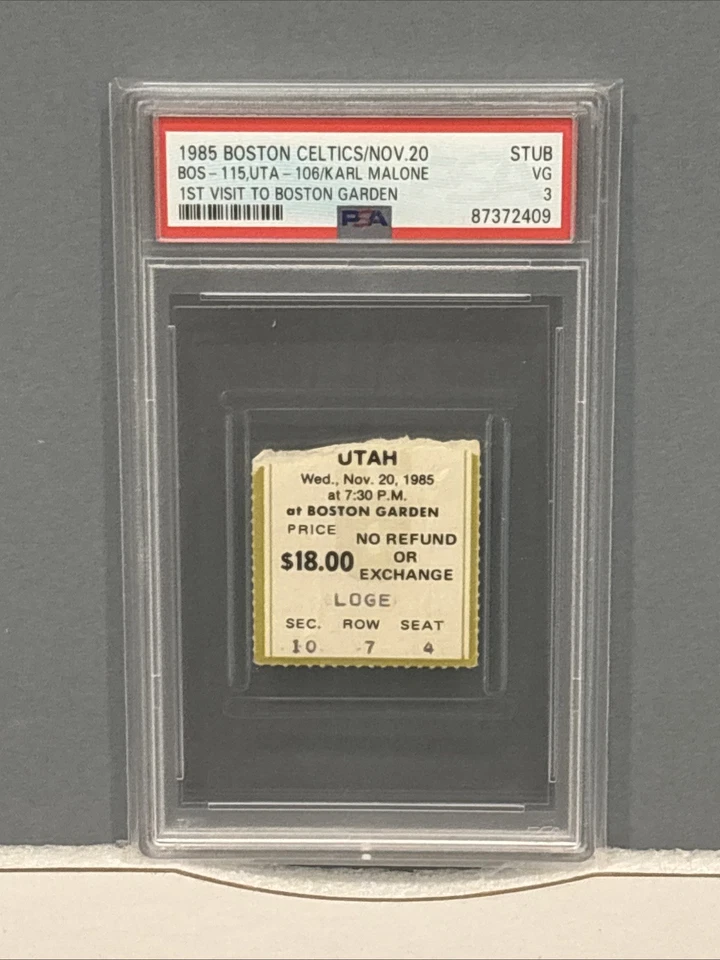 1985 BOSTON CELTICS/NOV.20 STUB
BOS - 115,UTA - 106/KARL MALONE VG
1ST VISIT TO BOSTON GARDEN 3
PSA 87372409
UTAH
Wed., Nov. 20, 1985
at 7:30 P.M.
at BOSTON GARDEN
PRICE NO REFUND
$18.00 OR
EXCHANGE
LOGE
SEC. ROW SEAT
10 7 4